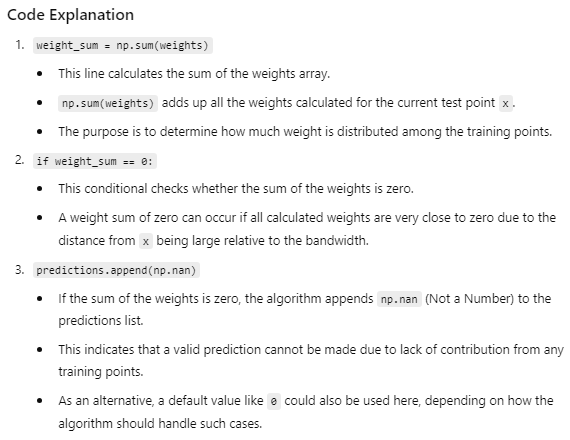 Code Explanation
1. weight_sum = np.sum(weights)
• This line calculates the sum of the weights array.
• np.sum(weights) adds up all the weights calculated for the current test point x.
• The purpose is to determine how much weight is distributed among the training points.
2. if weight_sum == 0:
• This conditional checks whether the sum of the weights is zero.
• A weight sum of zero can occur if all calculated weights are very close to zero due to the
distance from x being large relative to the bandwidth.
3. predictions.append(np.nan)
• If the sum of the weights is zero, the algorithm appends np.nan (Not a Number) to the
predictions list.
• This indicates that a valid prediction cannot be made due to lack of contribution from any
training points.
• As an alternative, a default value like 0 could also be used here, depending on how the
algorithm should handle such cases.